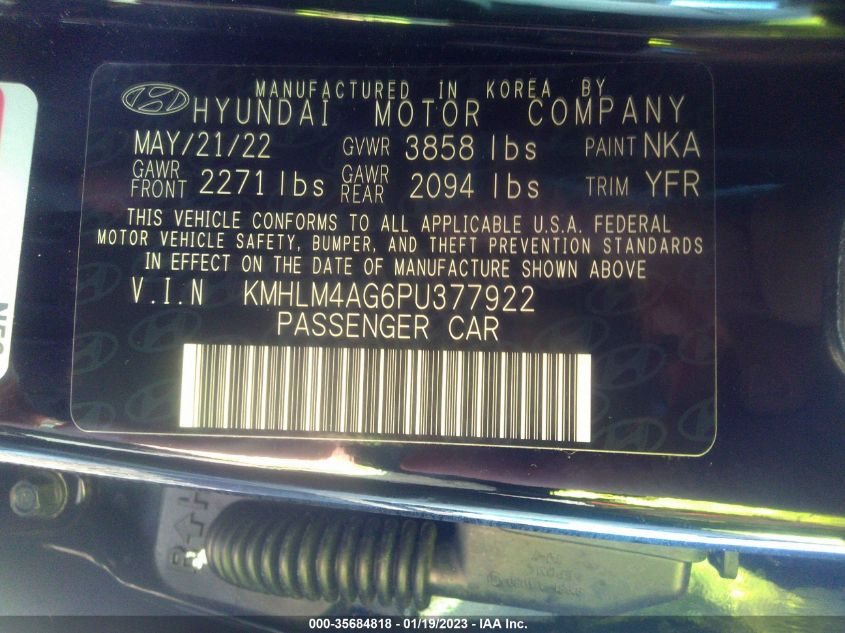 MANUFACTURED IN KOREA BY
HYUNDAI MOTOR COMPANY
MAY/21/22 GVWR 3858 lbs PAINT NKA
GAWR FRONT 2271 lbs GAWR REAR 2094 lbs TRIM YFR
THIS VEHICLE CONFORMS TO ALL APPLICABLE U.S.A. FEDERAL
MOTOR VEHICLE SAFETY, BUMPER, AND THEFT PREVENTION STANDARDS
IN EFFECT ON THE DATE OF MANUFACTURE SHOWN ABOVE
V.I.N KMHLM4AG6PU377922
PASSENGER CAR
000-35684818 - 01/19/2023 - IAA Inc.